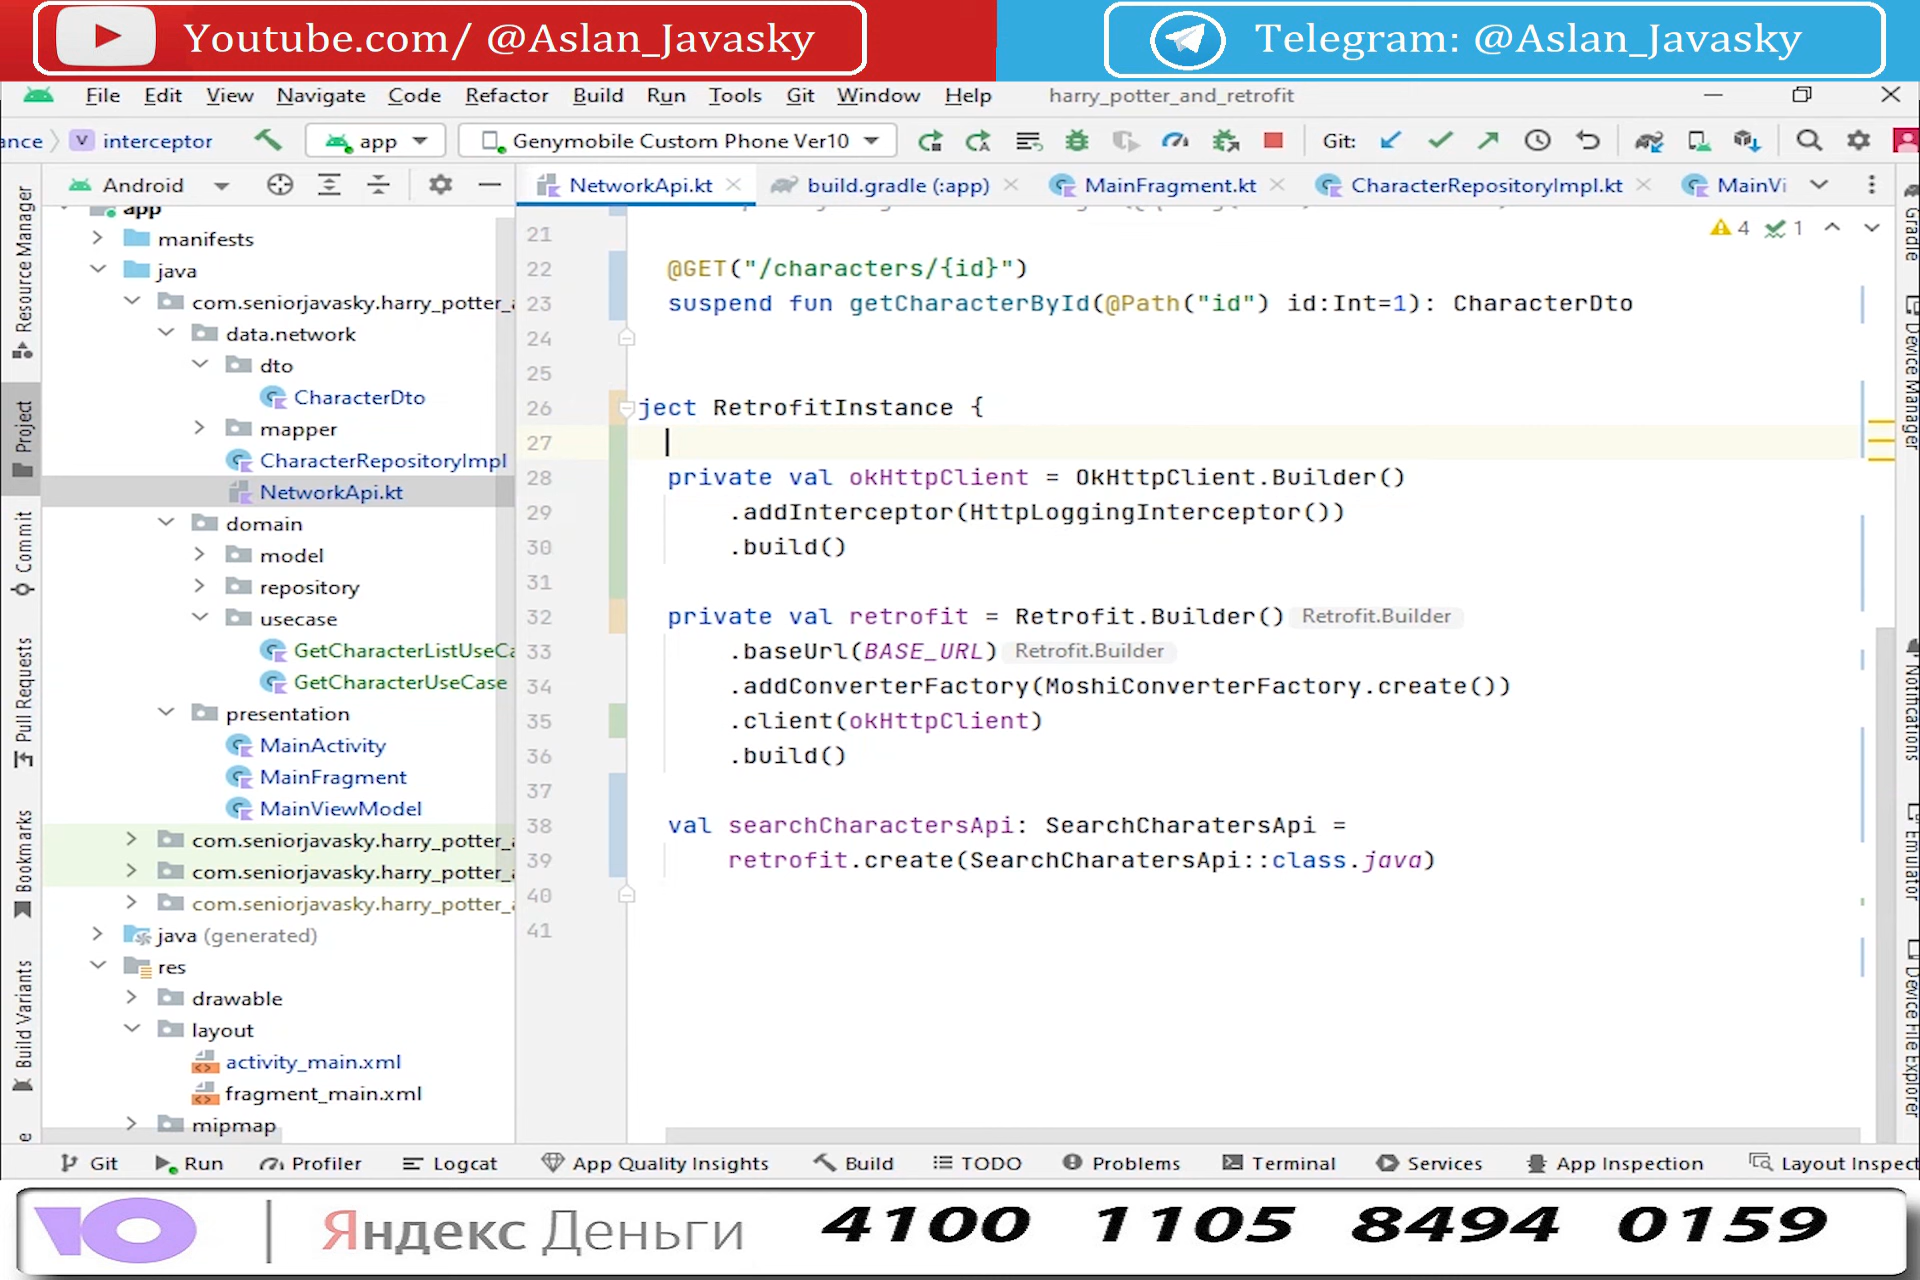 Youtube.com/ @Aslan_Javasky
Telegram: @Aslan_Javasky
File Edit View Navigate Code Refactor Build Run Tools Git Window Help harry_potter_and_retrofit
ance interceptor app Genymobile Custom Phone Ver10 Git:
Android NetworkApi.kt build.gradle (:app) MainFragment.kt CharacterRepositoryImpl.kt MainVi
app
manifests
java
com.seniorjavasky.harry_potter_a
data.network
dto
CharacterDto
mapper
CharacterRepositoryImpl
NetworkApi.kt
domain
model
repository
usecase
GetCharacterListUseCa
GetCharacterUseCase
presentation
MainActivity
MainFragment
MainViewModel
com.seniorjavasky.harry_potter_a
com.seniorjavasky.harry_potter_a
com.seniorjavasky.harry_potter_a
java (generated)
res
drawable
layout
activity_main.xml
fragment_main.xml
mipmap
4 1
21
22 @GET("/characters/{id}")
23 suspend fun getCharacterById(@Path("id") id:Int=1): CharacterDto
24
25
26 ject RetrofitInstance {
27
28 private val okHttpClient = OkHttpClient.Builder()
29 .addInterceptor(HttpLoggingInterceptor())
30 .build()
31
32 private val retrofit = Retrofit.Builder() Retrofit.Builder
33 .baseUrl(BASE_URL) Retrofit.Builder
34 .addConverterFactory(MoshiConverterFactory.create())
35 .client(okHttpClient)
36 .build()
37
38 val searchCharactersApi: SearchCharatersApi =
39 retrofit.create(SearchCharatersApi::class.java)
40
41
Resource Manager
Project
Commit
Pull Requests
Bookmarks
Build Variants
Gradle
Device Manager
Notifications
Emulator
Device File Explorer
Git Run Profiler Logcat App Quality Insights Build TODO Problems Terminal Services App Inspection Layout Inspect
Ю | Яндекс Деньги 4100 1105 8494 0159